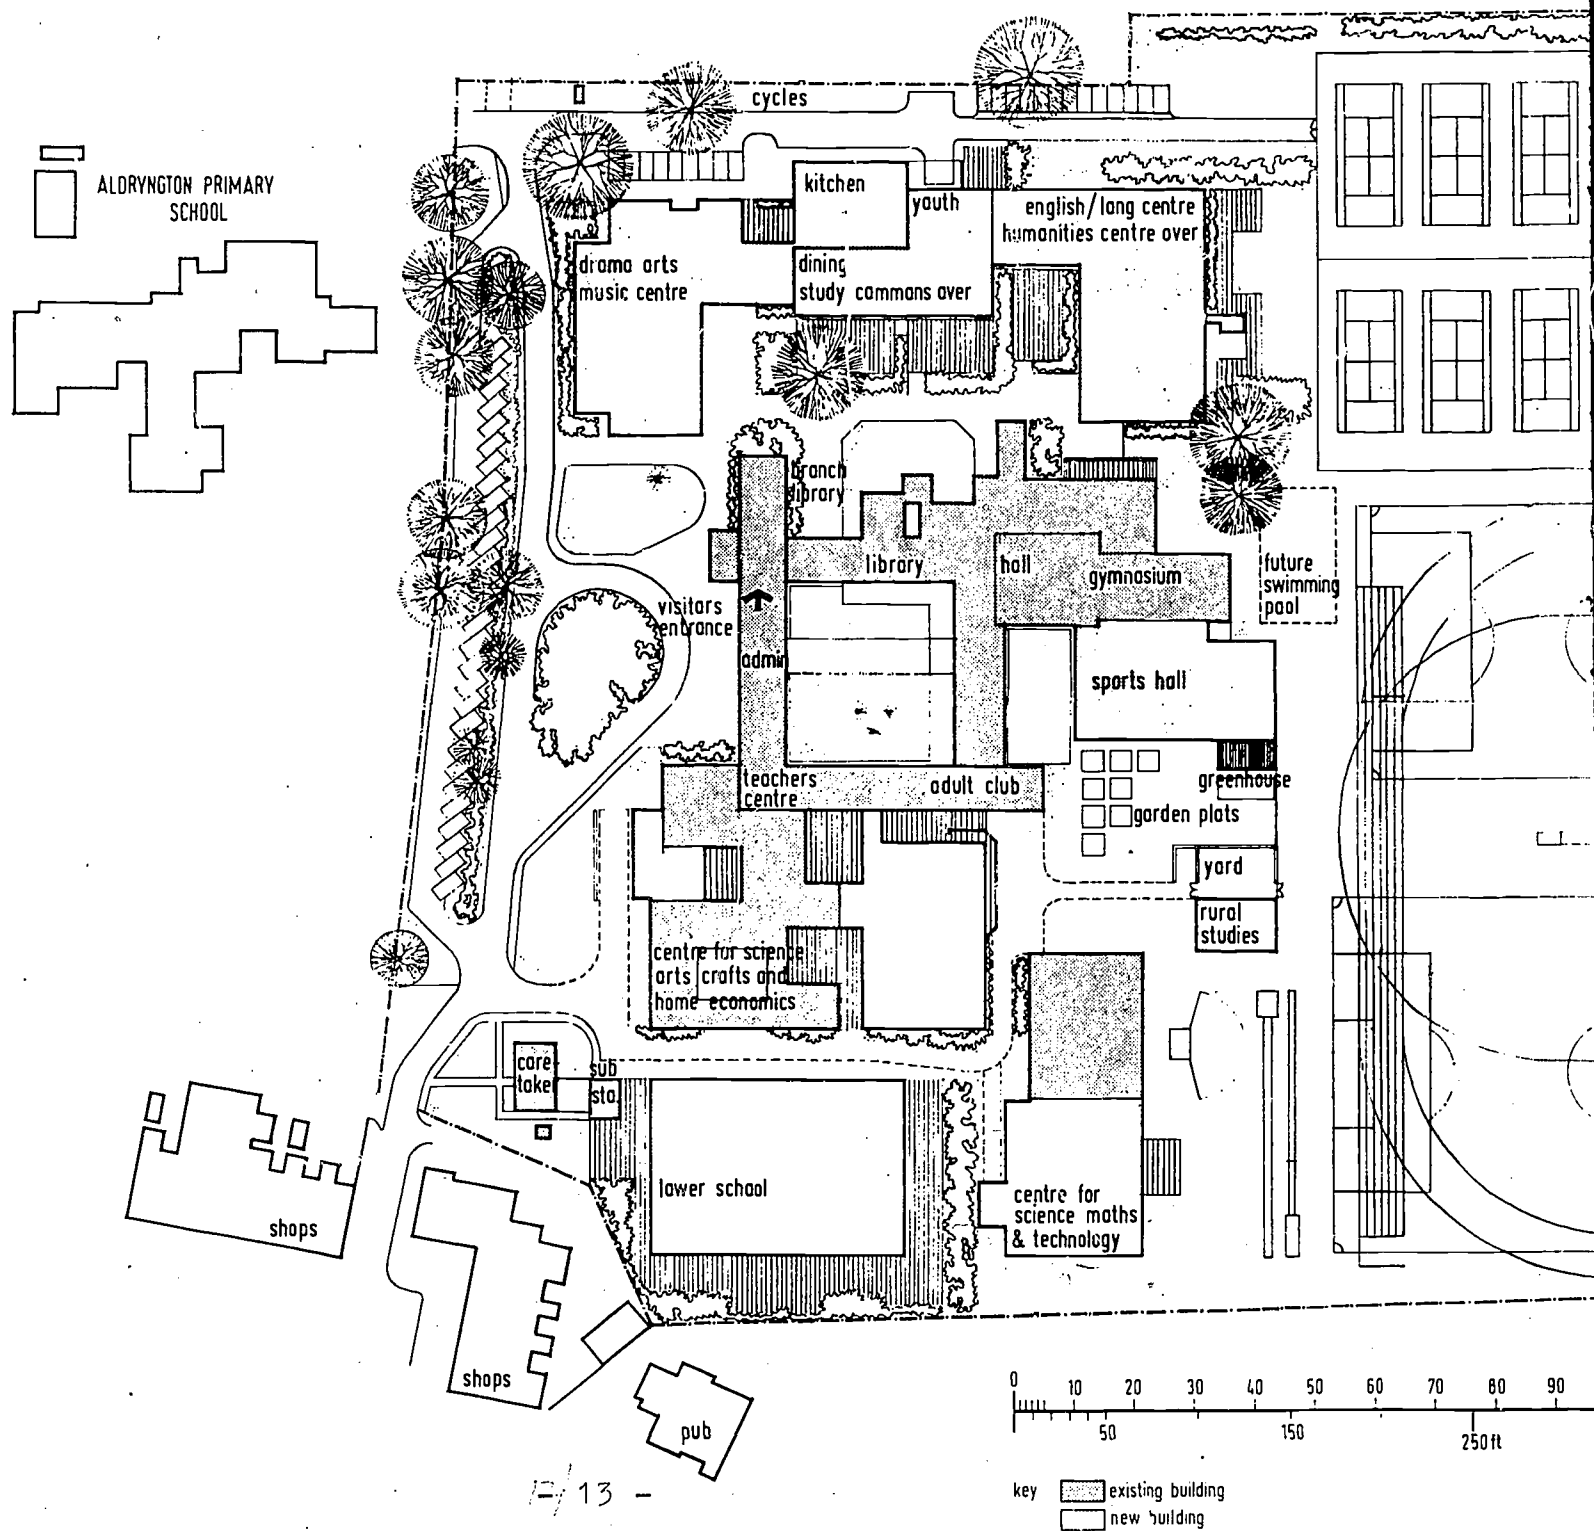 cycles
ALDRYNGTON PRIMARY
SCHOOL
kitchen
youth
english/lang centre
humanities centre over
drama arts
music centre
dining
study commons over
branch
library
library
hall
gymnasium
future
swimming
pool
visitors
entrance
admin
sports hall
teachers
centre
adult club
greenhouse
garden plots
yard
rural
studies
centre for science
arts crafts and
home economics
care
take
sub
sta.
lower school
centre for
science maths
& technology
shops
shops
pub
0 10 20 30 40 50 60 70 80 90
50 150 250ft
key
existing building
new building
13 -